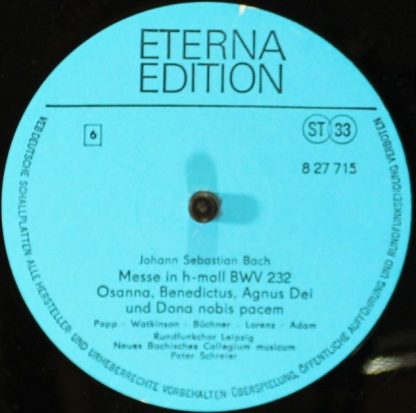 ETERNA
EDITION
6
ST 33
8 27 715
Johann Sebastian Bach
Messe in h-moll BWV 232
Osanna, Benedictus, Agnus Dei
und Dona nobis pacem
Popp · Watkinson · Büchner · Lorenz · Adam
Rundfunkchor Leipzig
Neues Bachisches Collegium musicum
Peter Schreier
VEB DEUTSCHE SCHALLPLATTEN ALLE HERSTELLER- UND URHEBERRECHTE VORBEHALTEN · ÜBERSPIELUNG, ÖFFENTLICHE AUFFÜHRUNG UND RUNDFUNKSENDUNG VERBOTEN